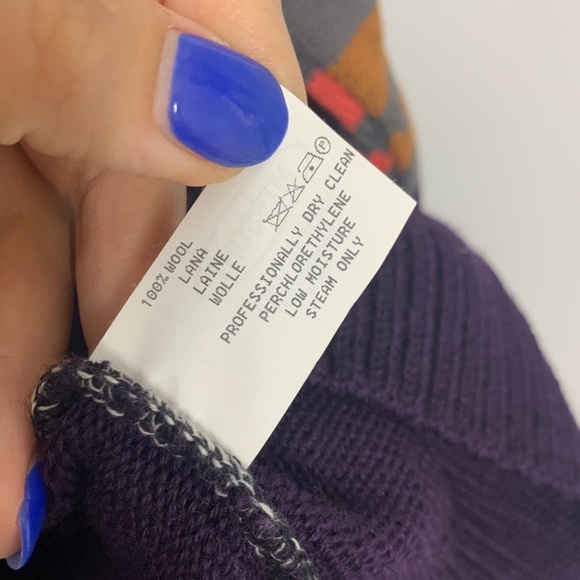 100% WOOL
LANA
LAINE
WOLLE
P
PROFESSIONALLY DRY CLEAN
PERCHLORETHYLENE
LOW MOISTURE
STEAM ONLY